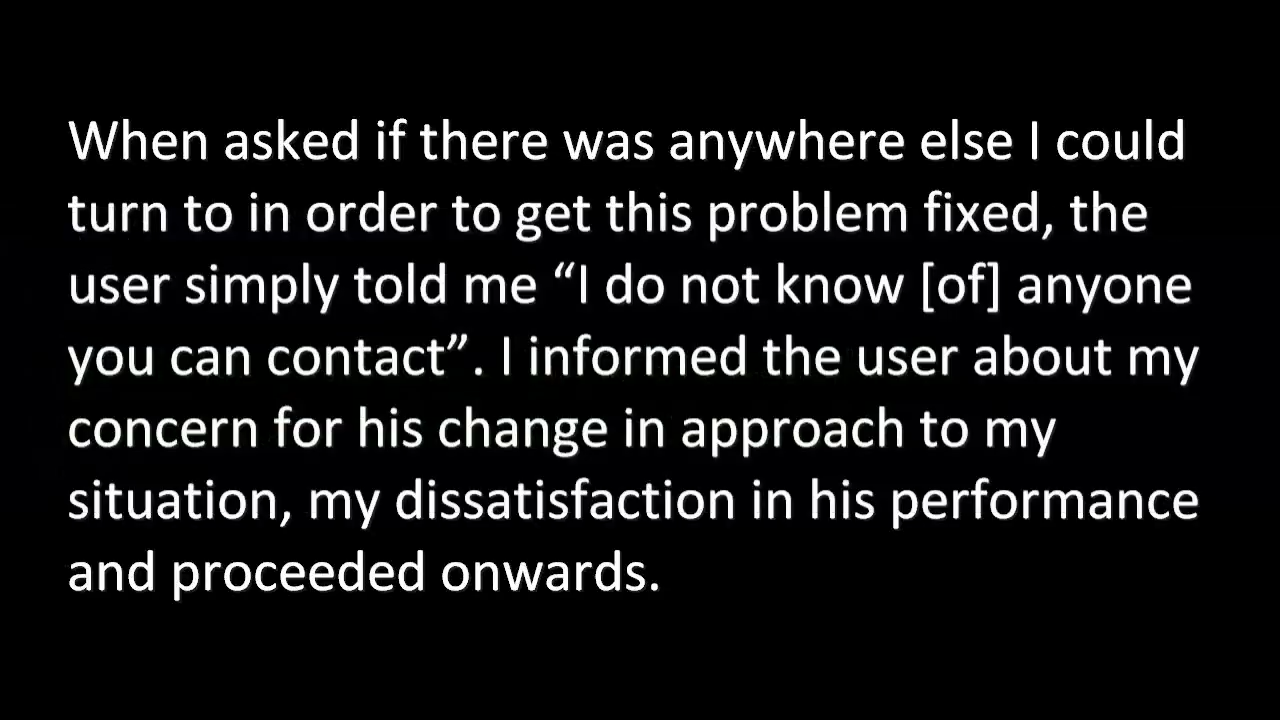 When asked if there was anywhere else I could
turn to in order to get this problem fixed, the
user simply told me “I do not know [of] anyone
you can contact”. I informed the user about my
concern for his change in approach to my
situation, my dissatisfaction in his performance
and proceeded onwards.